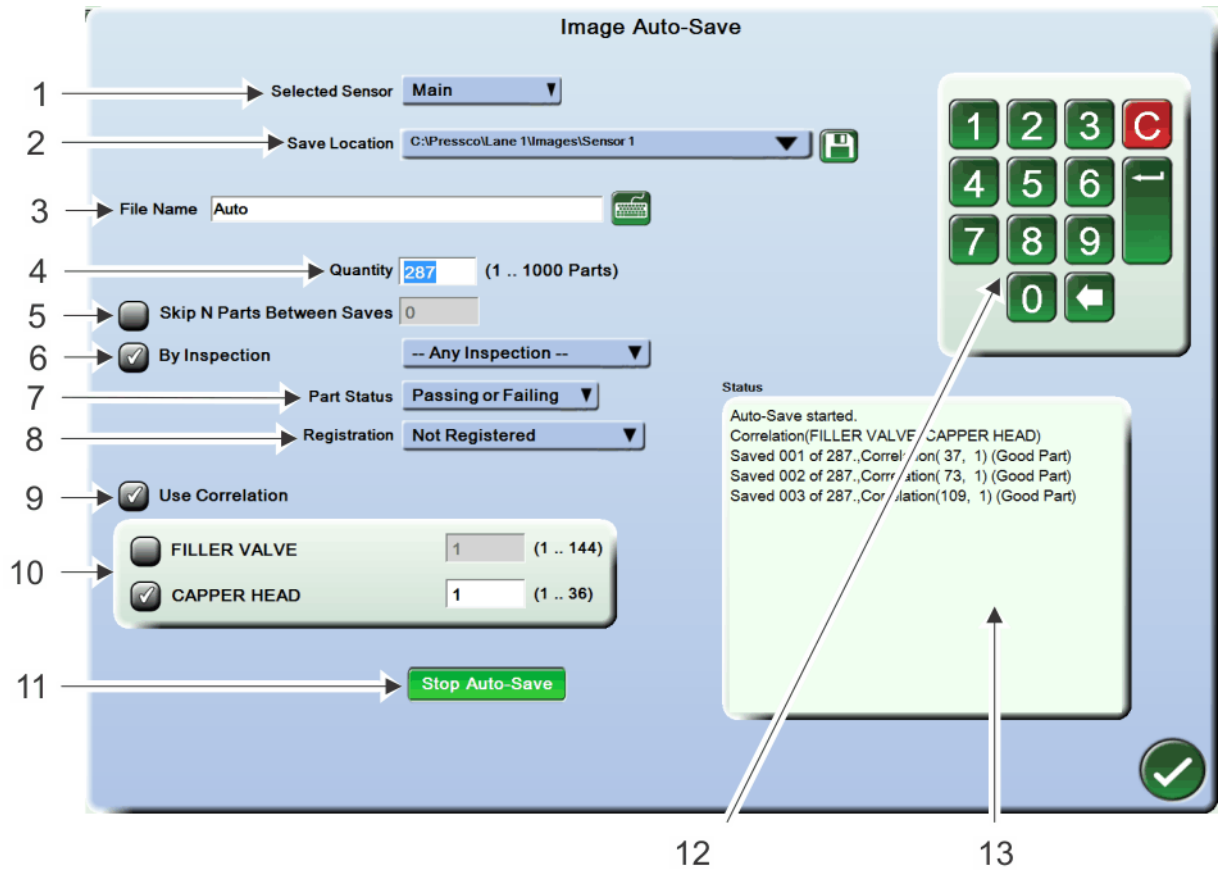 Image Auto-Save
1
Selected Sensor Main
2
Save Location C:\Pressco\Lane 1\Images\Sensor 1
3
File Name Auto
4
Quantity 287 (1 .. 1000 Parts)
5
Skip N Parts Between Saves 0
6
By Inspection -- Any Inspection --
7
Part Status Passing or Failing
8
Registration Not Registered
9
Use Correlation
10
FILLER VALVE 1 (1 .. 144)
CAPPER HEAD 1 (1 .. 36)
11
Stop Auto-Save
1 2 3 C
4 5 6
7 8 9
0
Status
Auto-Save started.
Correlation(FILLER VALVE, CAPPER HEAD)
Saved 001 of 287.,Correlation( 37, 1) (Good Part)
Saved 002 of 287.,Correlation( 73, 1) (Good Part)
Saved 003 of 287.,Correlation(109, 1) (Good Part)
12
13